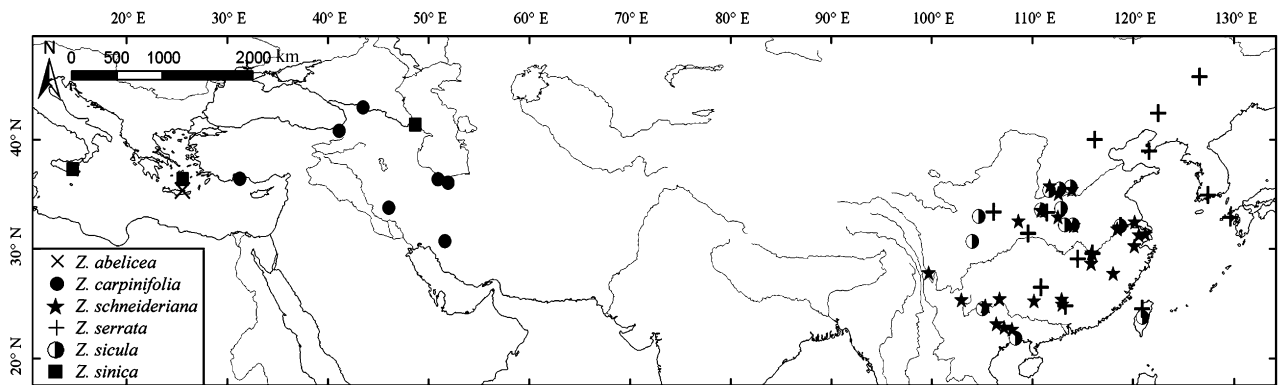 20° E 30° E 40° E 50° E 60° E 70° E 80° E 90° E 100° E 110° E 120° E 130° E
N
0 500 1000 2000 km
40° N
30° N
20° N
Z. abelicea
Z. carpinifolia
Z. schneideriana
Z. serrata
Z. sicula
Z. sinica